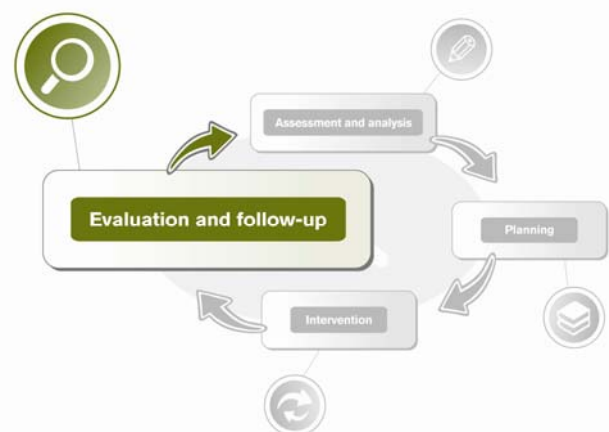 Assessment and analysis
Evaluation and follow-up
Planning
Intervention